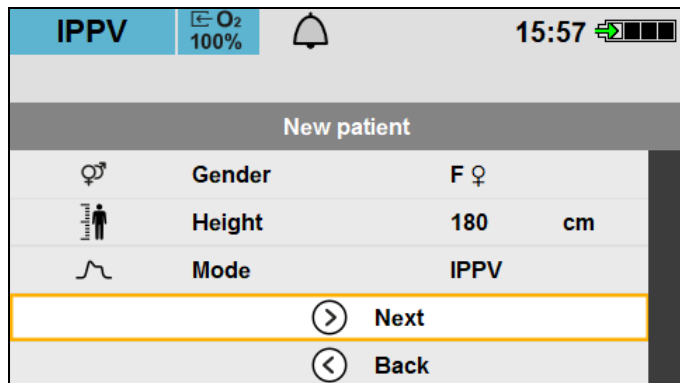 IPPV O₂ 100% 15:57
New patient
Gender F ♀
Height 180 cm
Mode IPPV
Next
Back